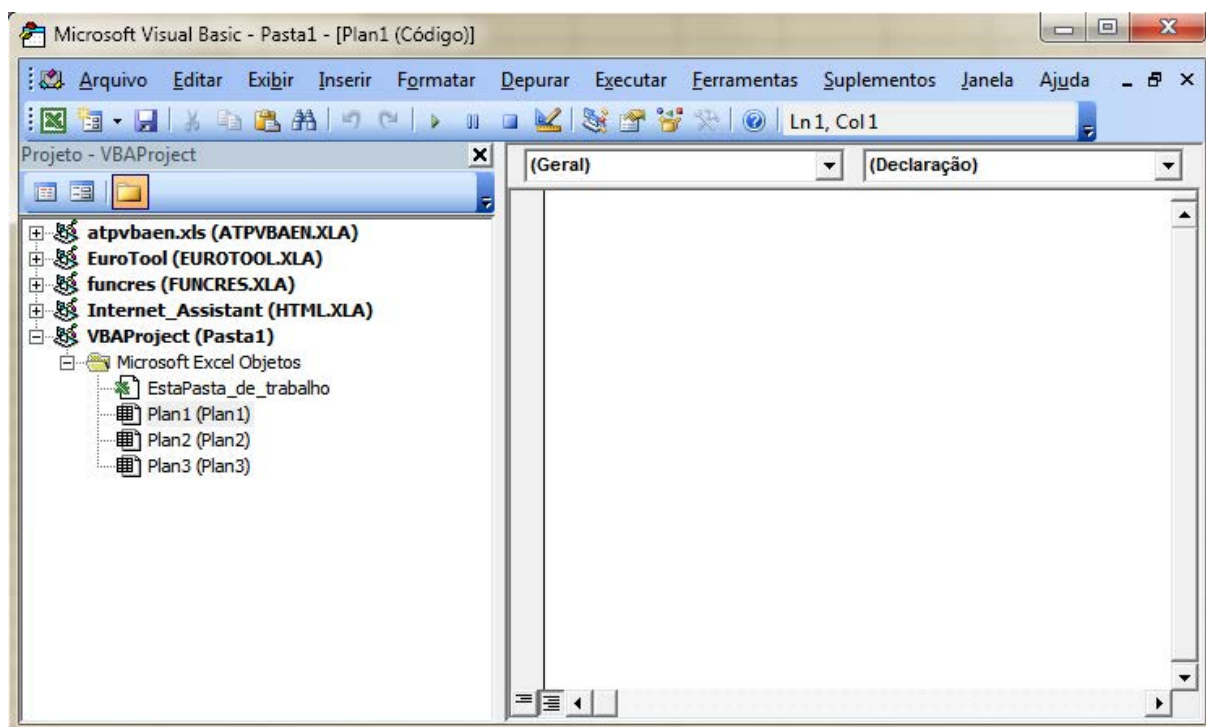 Microsoft Visual Basic - Pasta1 - [Plan1 (Código)]
Arquivo Editar Exibir Inserir Formatar Depurar Executar Ferramentas Suplementos Janela Ajuda
Ln 1, Col 1
Projeto - VBAProject
(Geral) (Declaração)
atpvbaen.xls (ATPVBAEN.XLA)
EuroTool (EUROTOOL.XLA)
funcres (FUNCRES.XLA)
Internet_Assistant (HTML.XLA)
VBAProject (Pasta1)
Microsoft Excel Objetos
EstaPasta_de_trabalho
Plan1 (Plan1)
Plan2 (Plan2)
Plan3 (Plan3)